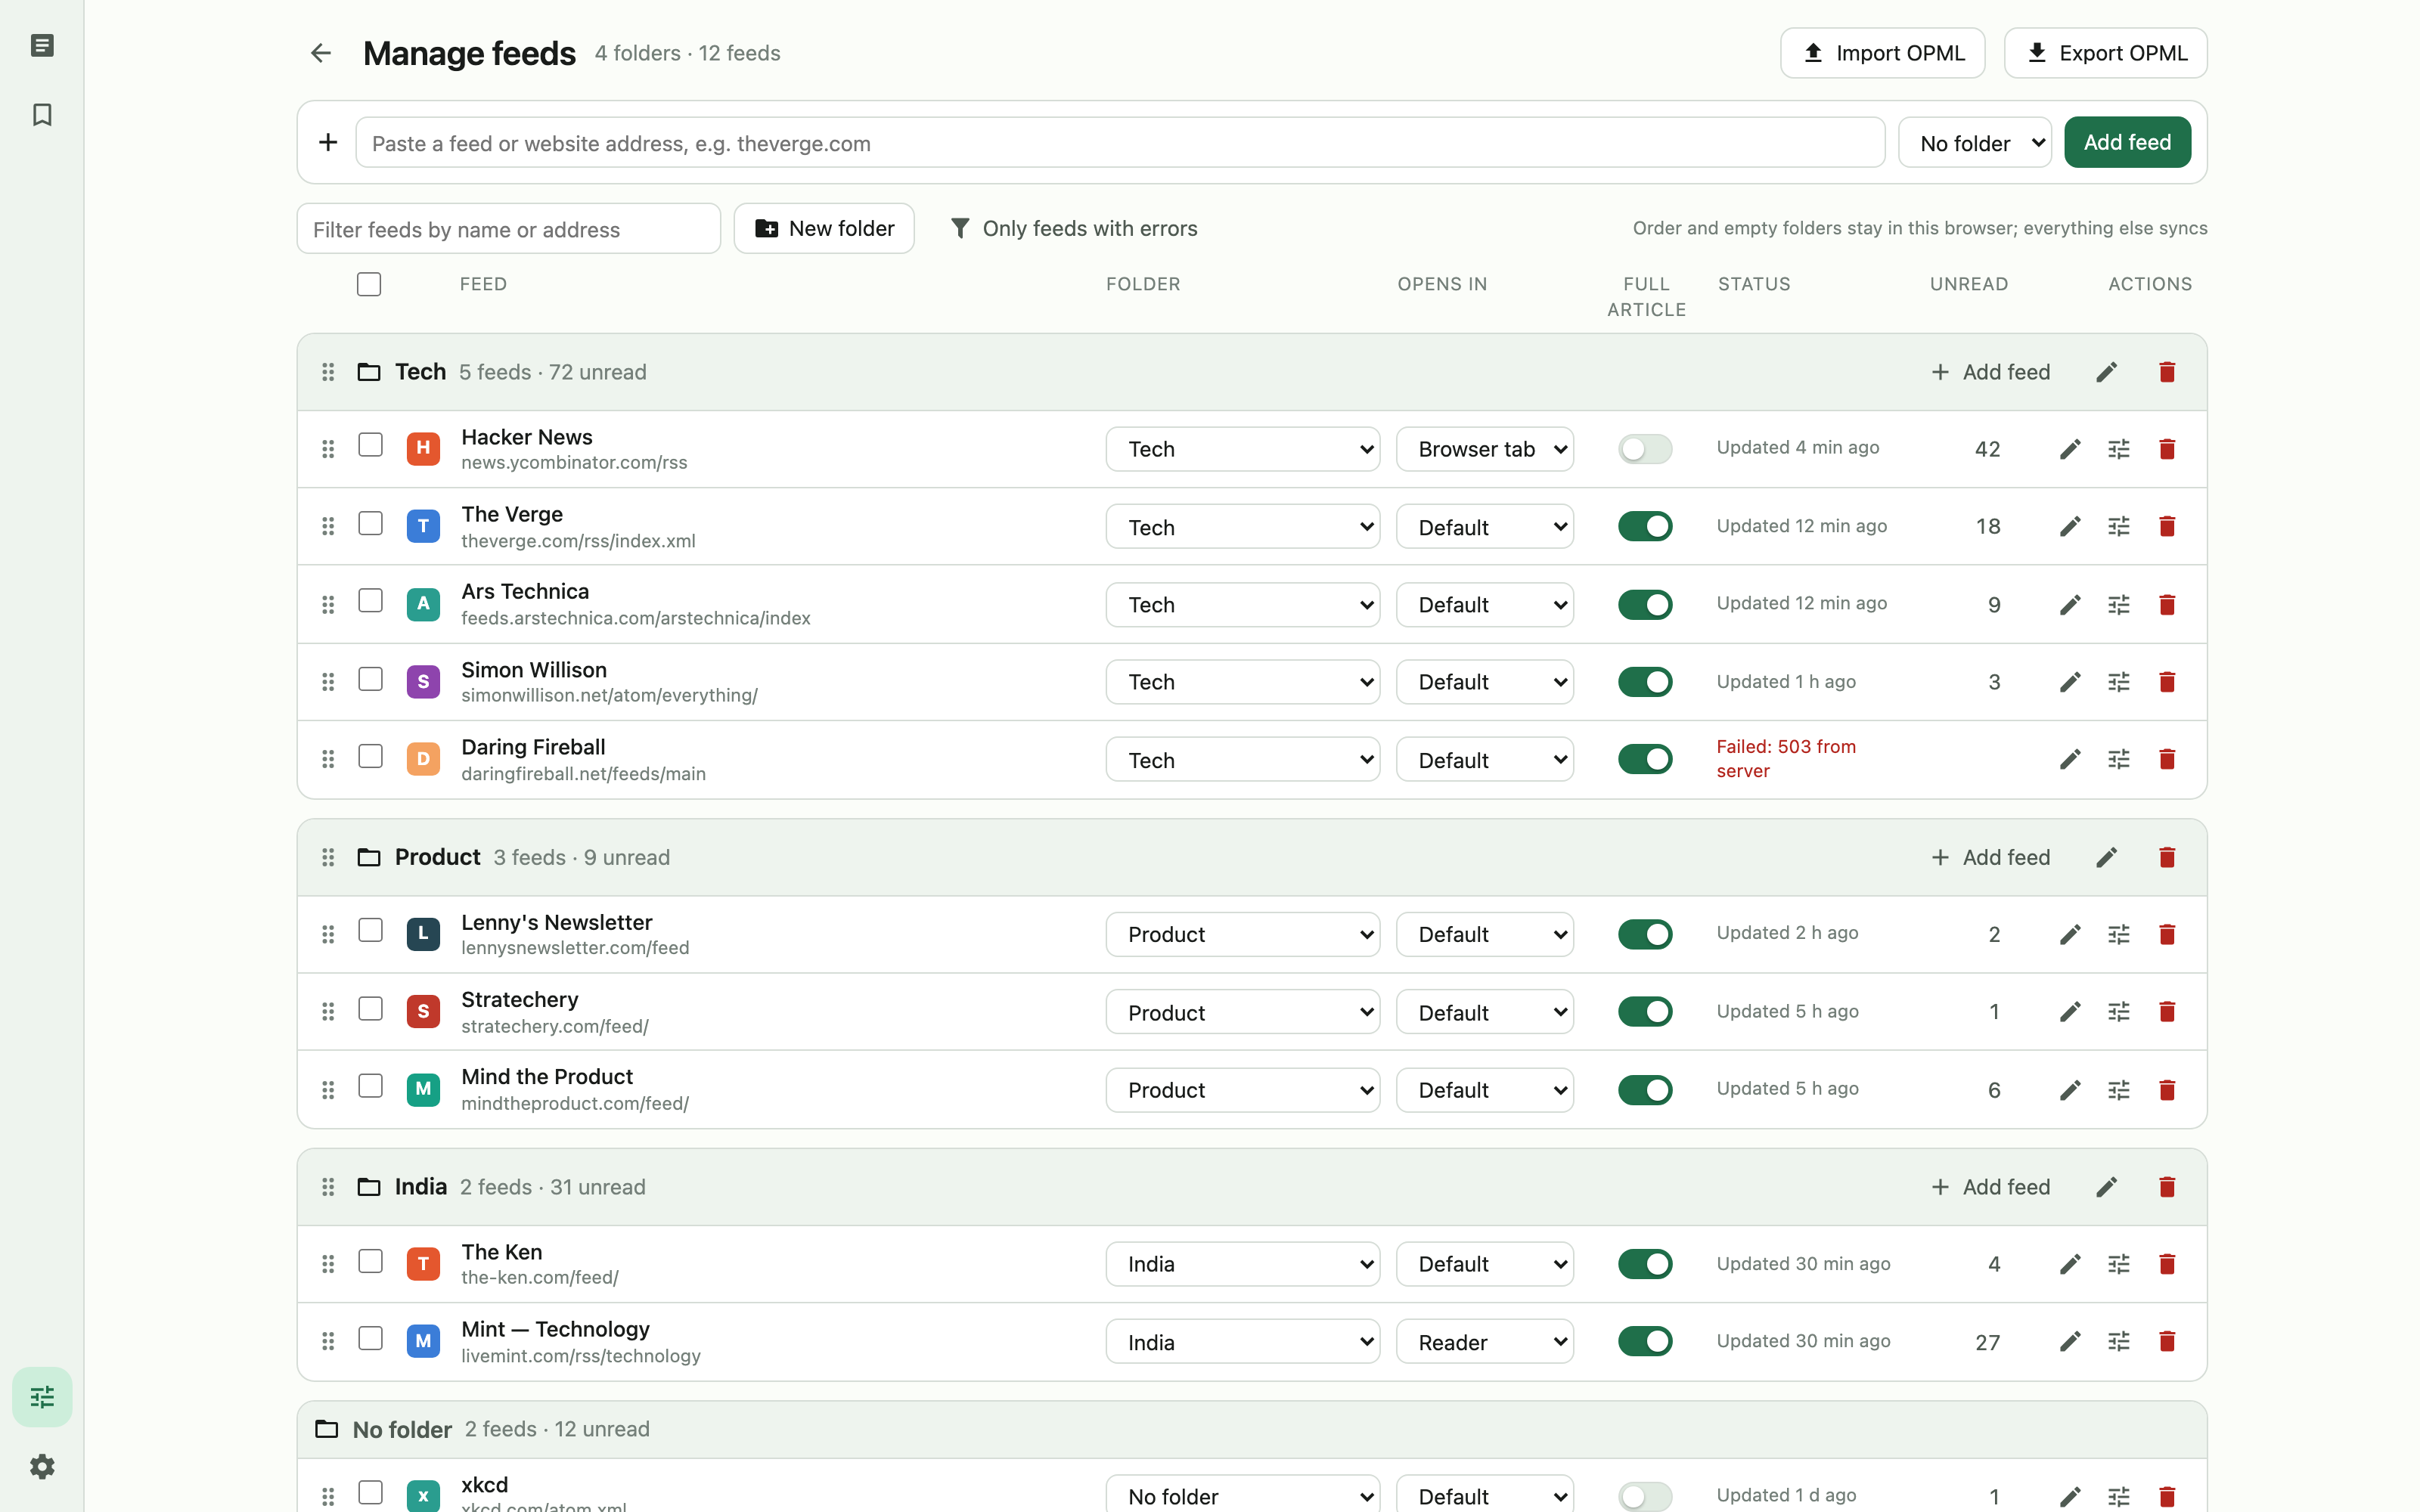 Manage feeds 4 folders · 12 feeds
Import OPML
Export OPML
Paste a feed or website address, e.g. theverge.com
No folder
Add feed
Filter feeds by name or address
New folder
Only feeds with errors
Order and empty folders stay in this browser; everything else syncs
FEED FOLDER OPENS IN FULL ARTICLE STATUS UNREAD ACTIONS
Tech 5 feeds · 72 unread Add feed
H Hacker News Tech Browser tab Updated 4 min ago 42
news.ycombinator.com/rss
T The Verge Tech Default Updated 12 min ago 18
theverge.com/rss/index.xml
A Ars Technica Tech Default Updated 12 min ago 9
feeds.arstechnica.com/arstechnica/index
S Simon Willison Tech Default Updated 1 h ago 3
simonwillison.net/atom/everything/
D Daring Fireball Tech Default Failed: 503 from server
daringfireball.net/feeds/main
Product 3 feeds · 9 unread Add feed
L Lenny's Newsletter Product Default Updated 2 h ago 2
lennysnewsletter.com/feed
S Stratechery Product Default Updated 5 h ago 1
stratechery.com/feed/
M Mind the Product Product Default Updated 5 h ago 6
mindtheproduct.com/feed/
India 2 feeds · 31 unread Add feed
T The Ken India Default Updated 30 min ago 4
the-ken.com/feed/
M Mint — Technology India Reader Updated 30 min ago 27
livemint.com/rss/technology
No folder 2 feeds · 12 unread
x xkcd No folder Default Updated 1 d ago 1
xkcd.com/atom.xml